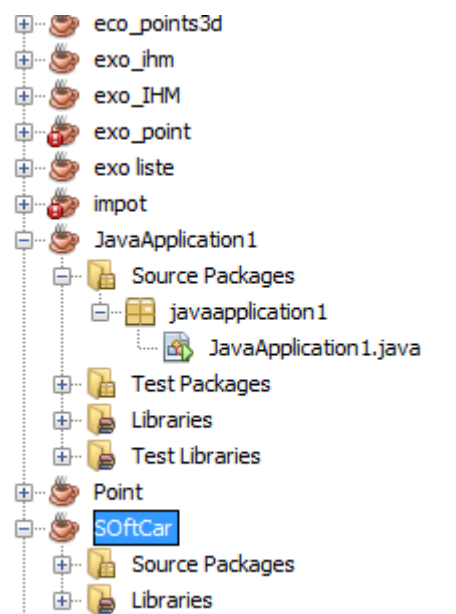 eco_points3d
exo_ihm
exo_IHM
exo_point
exo liste
impot
JavaApplication1
Source Packages
javaapplication1
JavaApplication1.java
Test Packages
Libraries
Test Libraries
Point
SOftCar
Source Packages
Libraries